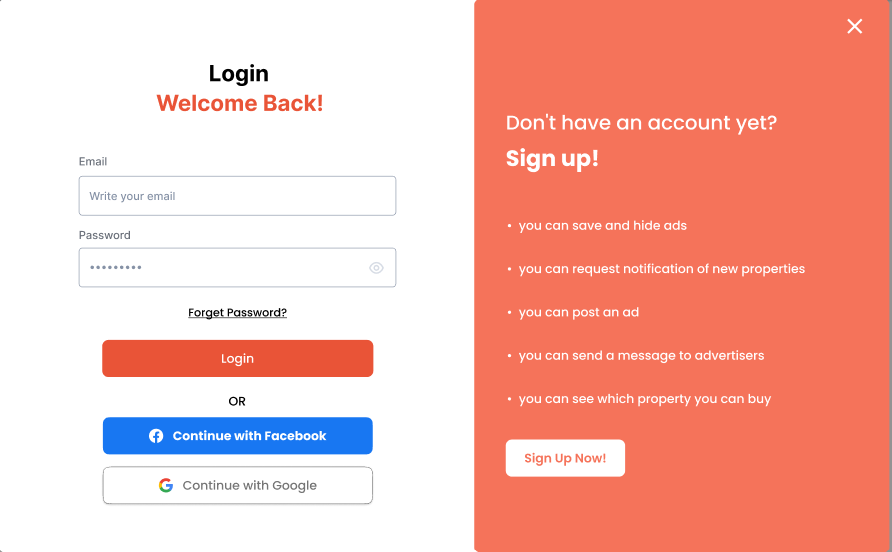 Login
Welcome Back!
Email
Write your email
Password
•••••••••
Forget Password?
Login
OR
Continue with Facebook
Continue with Google
Don't have an account yet?
Sign up!
• you can save and hide ads
• you can request notification of new properties
• you can post an ad
• you can send a message to advertisers
• you can see which property you can buy
Sign Up Now!